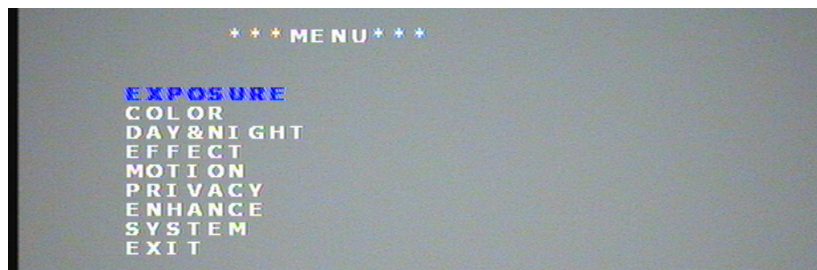 ***MENU***
EXPOSURE
COLOR
DAY&NIGHT
EFFECT
MOTION
PRIVACY
ENHANCE
SYSTEM
EXIT